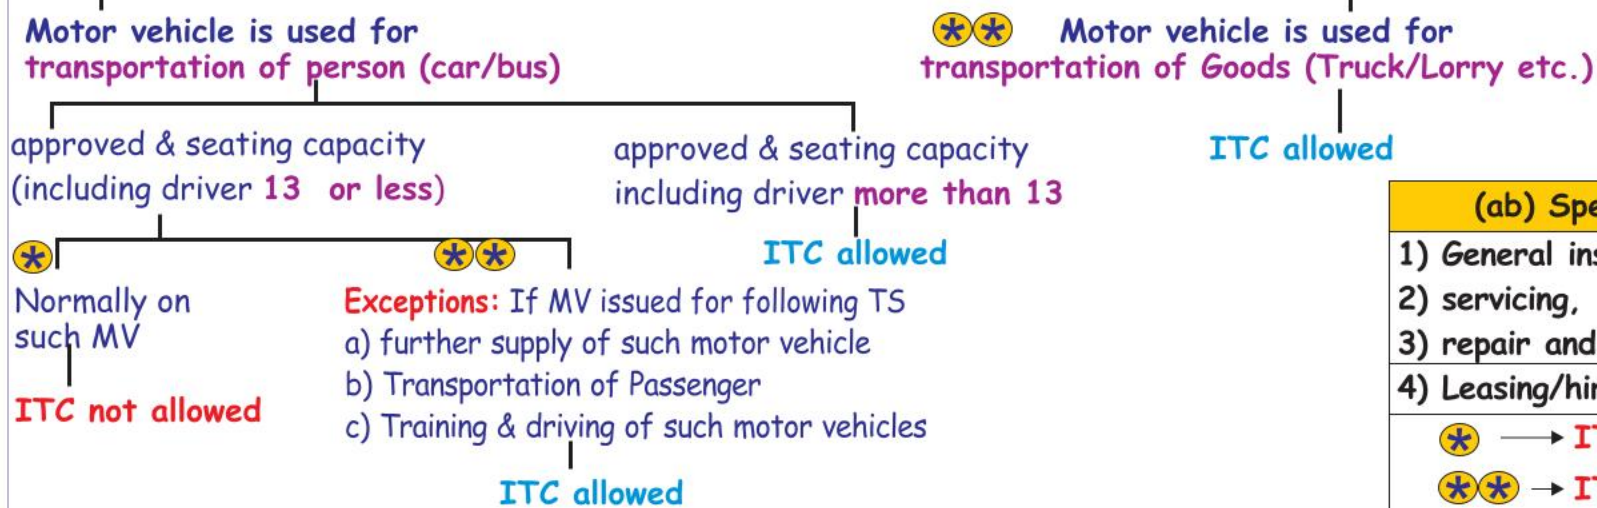 Motor vehicle is used for
transportation of person (car/bus)
** Motor vehicle is used for
transportation of Goods (Truck/Lorry etc.)
approved & seating capacity
(including driver 13 or less)
approved & seating capacity
including driver more than 13
ITC allowed
ITC allowed
*
Normally on
such MV
ITC not allowed
**
Exceptions: If MV issued for following TS
a) further supply of such motor vehicle
b) Transportation of Passenger
c) Training & driving of such motor vehicles
ITC allowed
(ab)
1) General
2) servicing,
3) repair and
4)
* →
** →